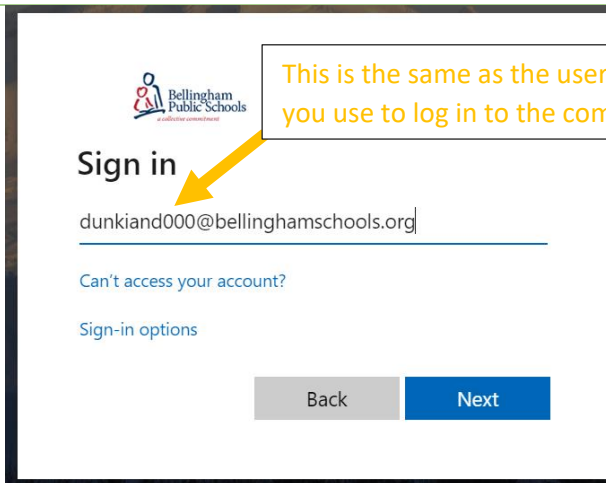 Bellingham
Public Schools
a collective commitment
This is the same as the user
you use to log in to the com
Sign in
dunkiand000@bellinghamschools.org
Can't access your account?
Sign-in options
Back
Next